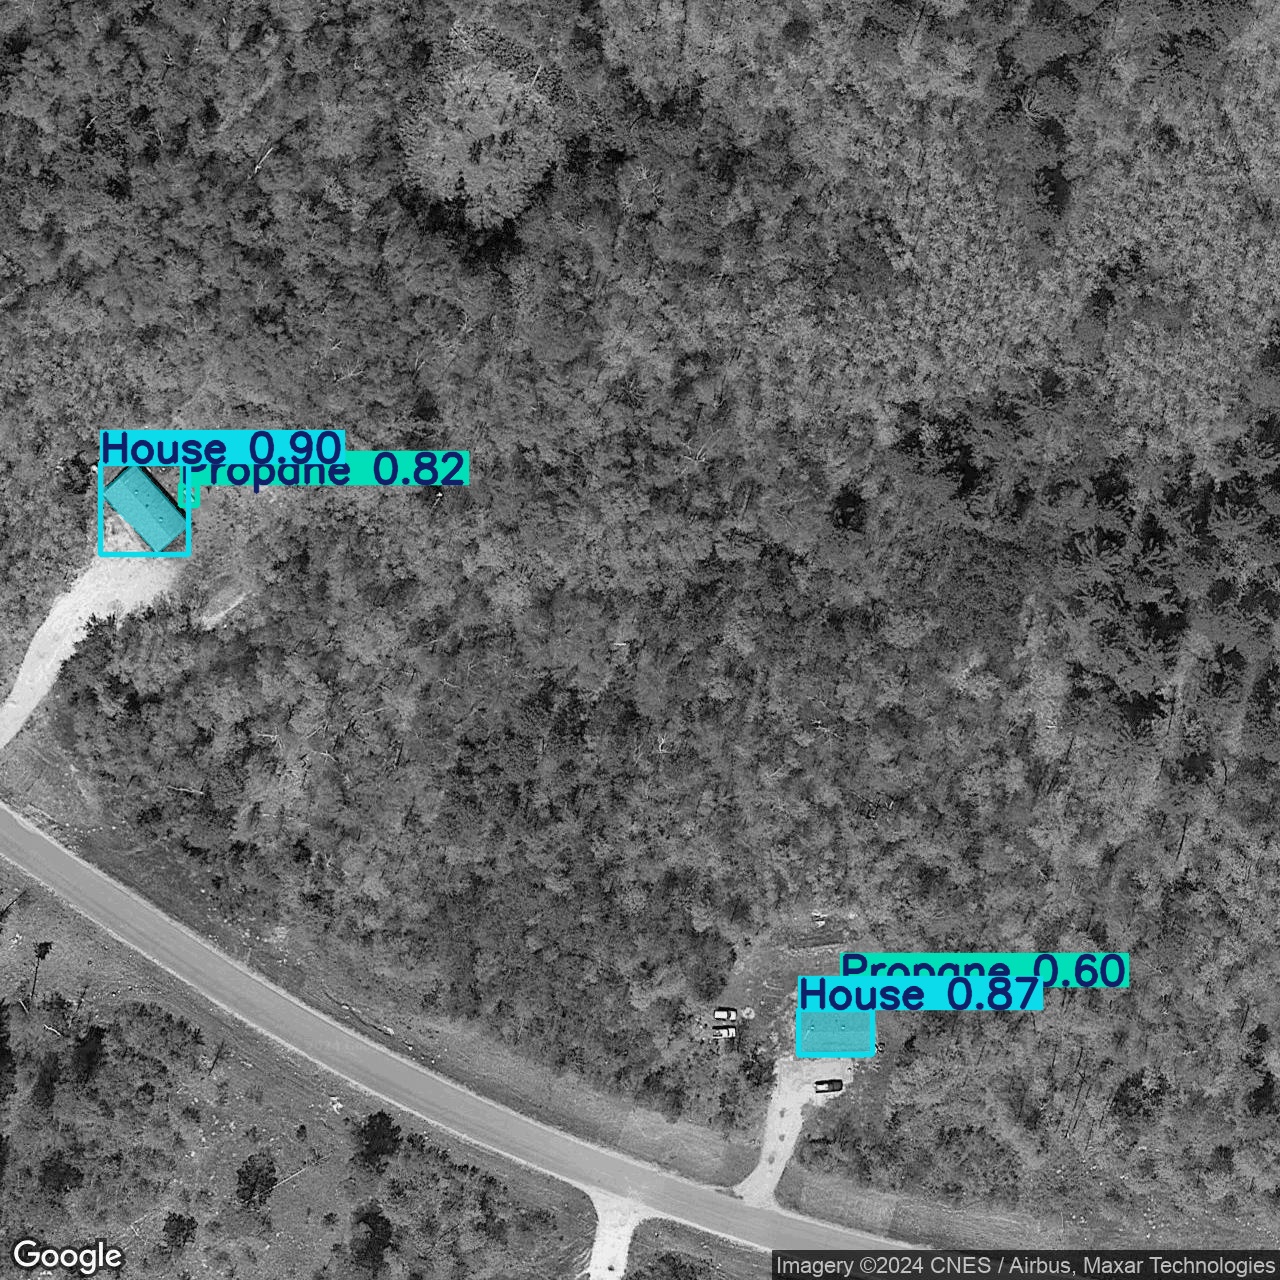 House 0.90
Propane 0.82
Propane 0.60
House 0.87
Google
Imagery ©2024 CNES / Airbus, Maxar Technologies